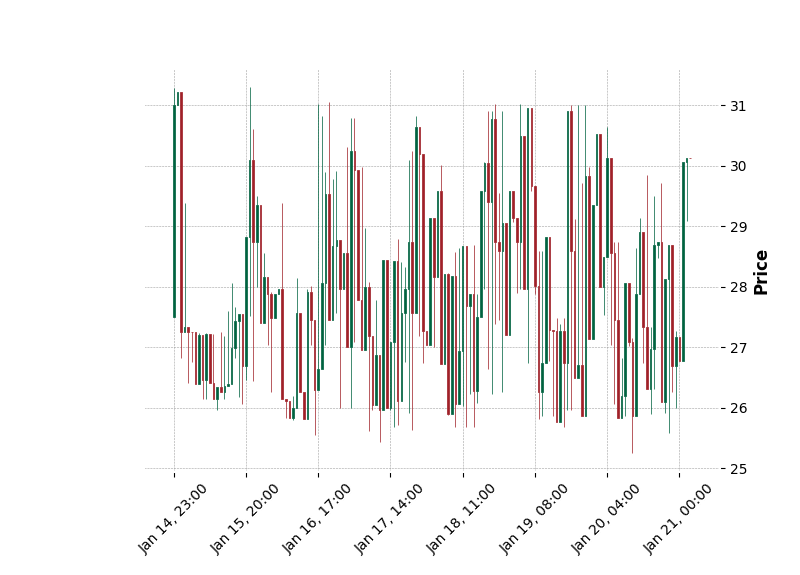 31
30
29
28
27
26
25
Price
Jan 14, 23:00
Jan 15, 20:00
Jan 16, 17:00
Jan 17, 14:00
Jan 18, 11:00
Jan 19, 08:00
Jan 20, 04:00
Jan 21, 00:00